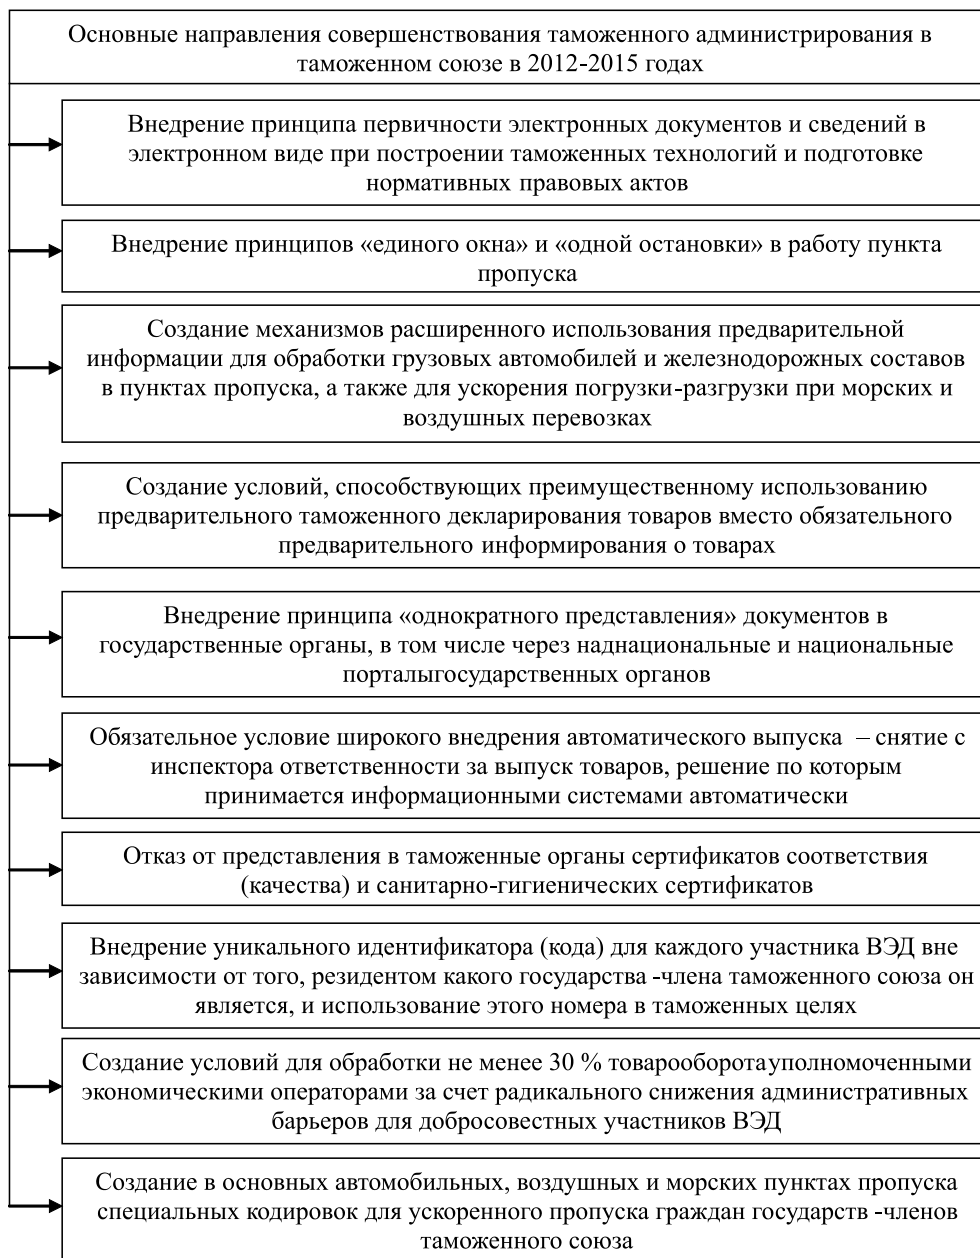 Основные направления совершенствования таможенного администрирования в
таможенном союзе в 2012-2015 годах
Внедрение принципа первичности электронных документов и сведений в
электронном виде при построении таможенных технологий и подготовке
нормативных правовых актов
Внедрение принципов «единого окна» и «одной остановки» в работу пункта
пропуска
Создание механизмов расширенного использования предварительной
информации для обработки грузовых автомобилей и железнодорожных составов
в пунктах пропуска, а также для ускорения погрузки-разгрузки при морских и
воздушных перевозках
Создание условий, способствующих преимущественному использованию
предварительного таможенного декларирования товаров вместо обязательного
предварительного информирования о товарах
Внедрение принципа «однократного представления» документов в
государственные органы, в том числе через наднациональные и национальные
порталыгосударственных органов
Обязательное условие широкого внедрения автоматического выпуска – снятие с
инспектора ответственности за выпуск товаров, решение по которым
принимается информационными системами автоматически
Отказ от представления в таможенные органы сертификатов соответствия
(качества) и санитарно-гигиенических сертификатов
Внедрение уникального идентификатора (кода) для каждого участника ВЭД вне
зависимости от того, резидентом какого государства -члена таможенного союза он
является, и использование этого номера в таможенных целях
Создание условий для обработки не менее 30 % товарооборотауполномоченными
экономическими операторами за счет радикального снижения административных
барьеров для добросовестных участников ВЭД
Создание в основных автомобильных, воздушных и морских пунктах пропуска
специальных кодировок для ускоренного пропуска граждан государств -членов
таможенного союза